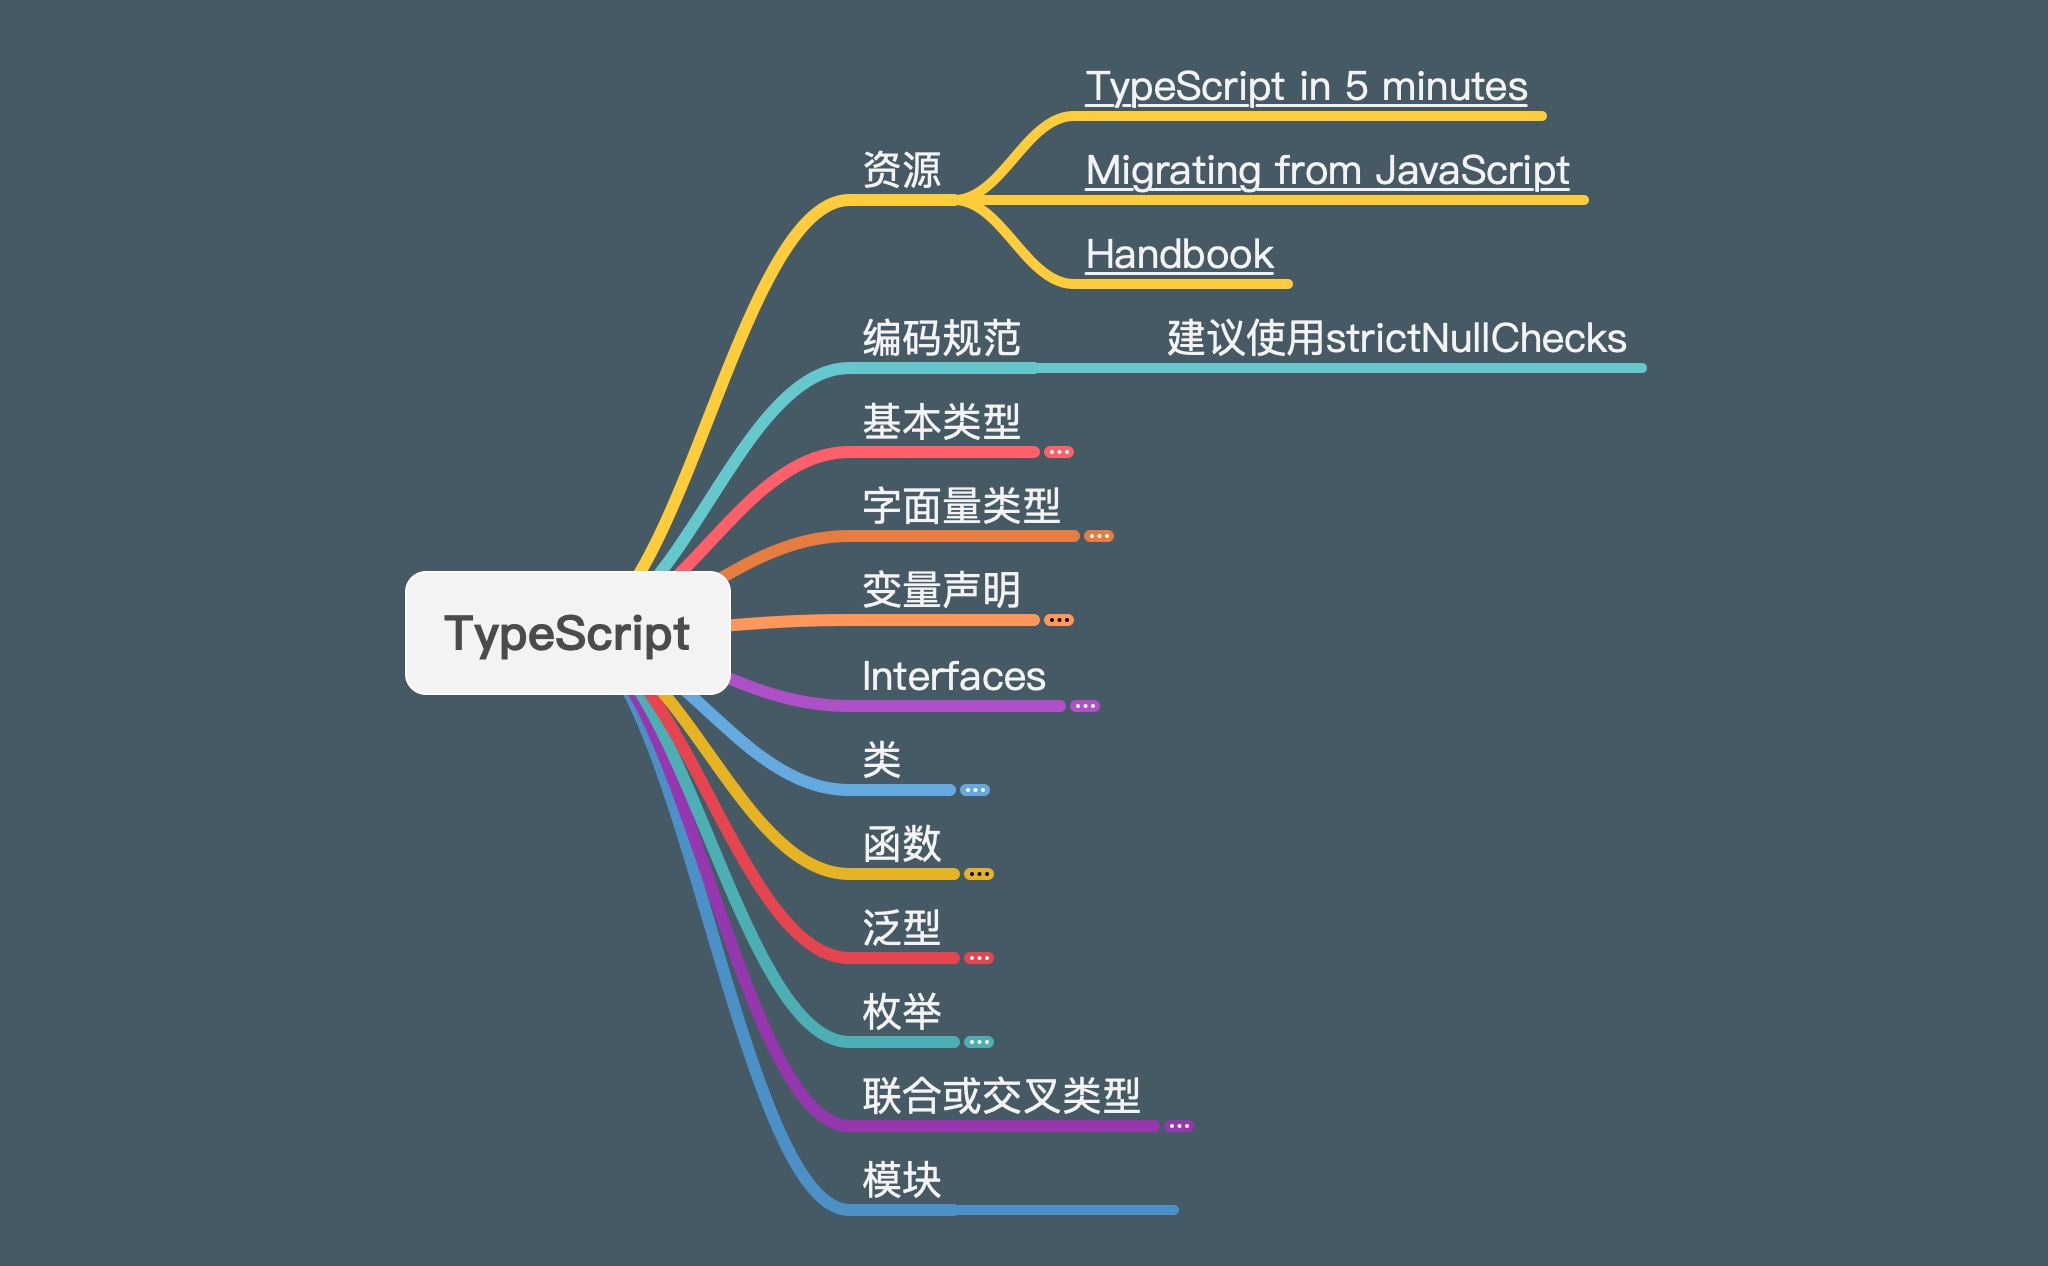 TypeScript
资源
TypeScript in 5 minutes
Migrating from JavaScript
Handbook
编码规范
建议使用strictNullChecks
基本类型
字面量类型
变量声明
Interfaces
类
函数
泛型
枚举
联合或交叉类型
模块